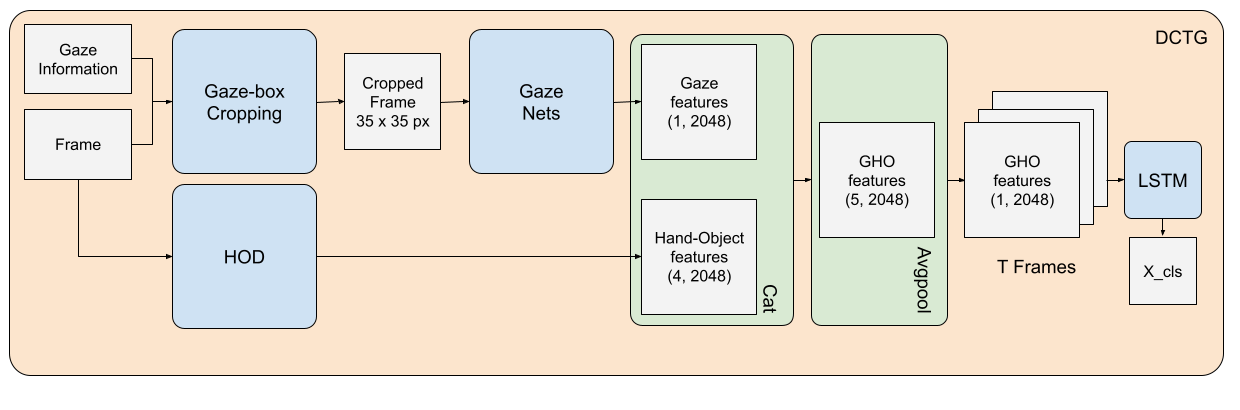 DCTG
Gaze
Information
Frame
Gaze-box
Cropping
HOD
Cropped
Frame
35 x 35 px
Gaze
Nets
Gaze
features
(1, 2048)
Hand-Object
features
(4, 2048)
Cat
GHO
features
(5, 2048)
Avgpool
GHO
features
(1, 2048)
T Frames
LSTM
X_cls